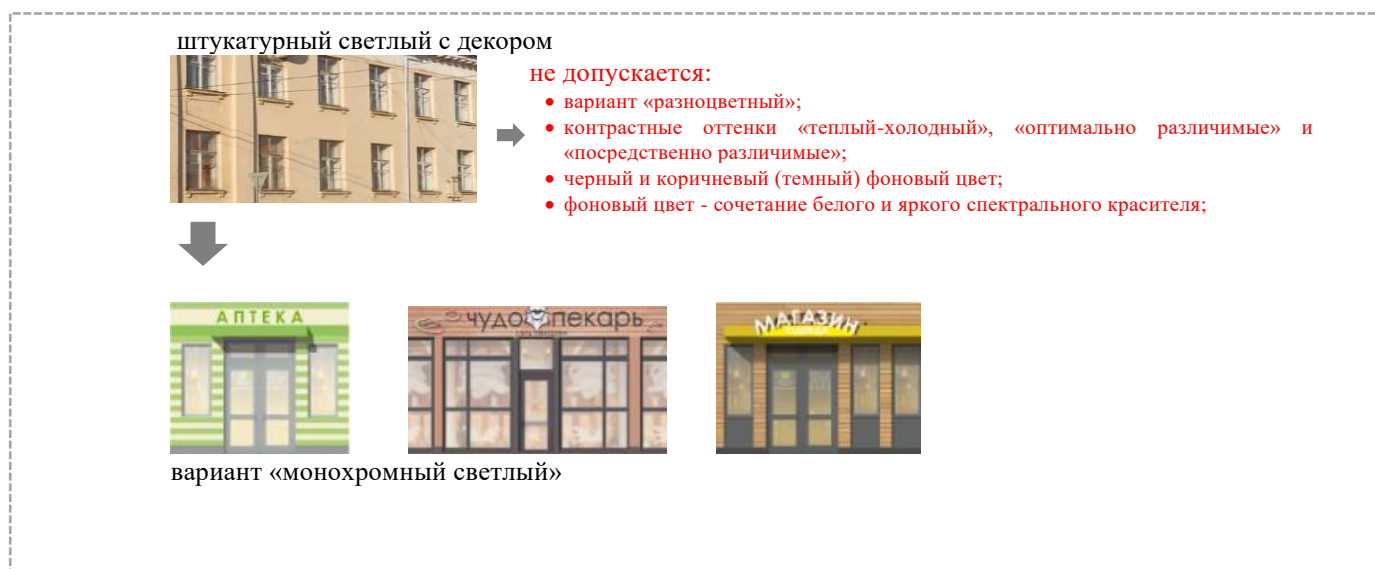 штукатурный светлый с декором
не допускается:
• вариант «разноцветный»;
• контрастные оттенки «теплый-холодный», «оптимально различимые» и
«посредственно различимые»;
• черный и коричневый (темный) фоновый цвет;
• фоновый цвет - сочетание белого и яркого спектрального красителя;
АПТЕКА
ЧУДО ПЕКАРЬ
МАГАЗИН
вариант «монохромный светлый»